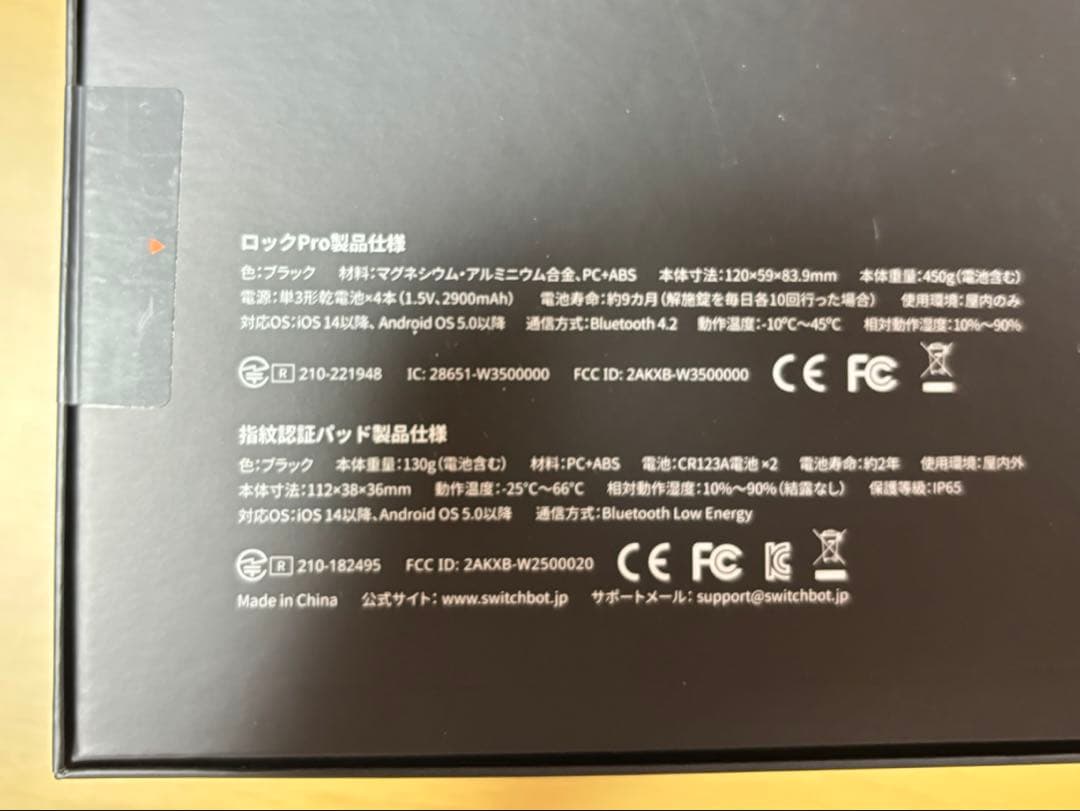 ロックPro製品仕様
色:ブラック 材料:マグネシウム・アルミニウム合金、PC+ABS 本体寸法:120×59×83.9mm 本体重量:450g(電池含む)
電源:単3形乾電池×4本(1.5V、2900mAh) 電池寿命:約9カ月(解施錠を毎日各10回行った場合) 使用環境:屋内のみ
対応OS:iOS 14以降、Android OS 5.0以降 通信方式:Bluetooth 4.2 動作温度:-10℃～45℃ 相対動作湿度:10%～90%
R 210-221948 IC: 28651-W3500000 FCC ID: 2AKXB-W3500000 CE FC
指紋認証パッド製品仕様
色:ブラック 本体重量:130g(電池含む) 材料:PC+ABS 電池:CR123A電池 ×2 電池寿命:約2年 使用環境:屋内外
本体寸法:112×38×36mm 動作温度:-25℃～66℃ 相対動作湿度:10%～90%(結露なし) 保護等級:IP65
対応OS:iOS 14以降、Android OS 5.0以降 通信方式:Bluetooth Low Energy
R 210-182495 FCC ID: 2AKXB-W2500020 CE FC
Made in China 公式サイト: www.switchbot.jp サポートメール: support@switchbot.jp